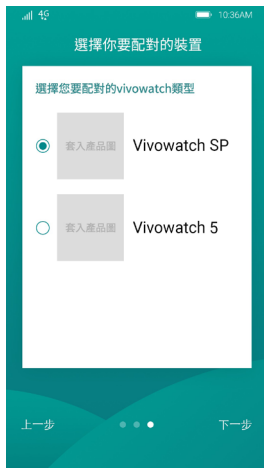 4G 10:36AM
選擇你要配對的裝置
選擇您要配對的vivowatch類型
套入產品圖 Vivowatch SP
套入產品圖 Vivowatch 5
上一步 下一步